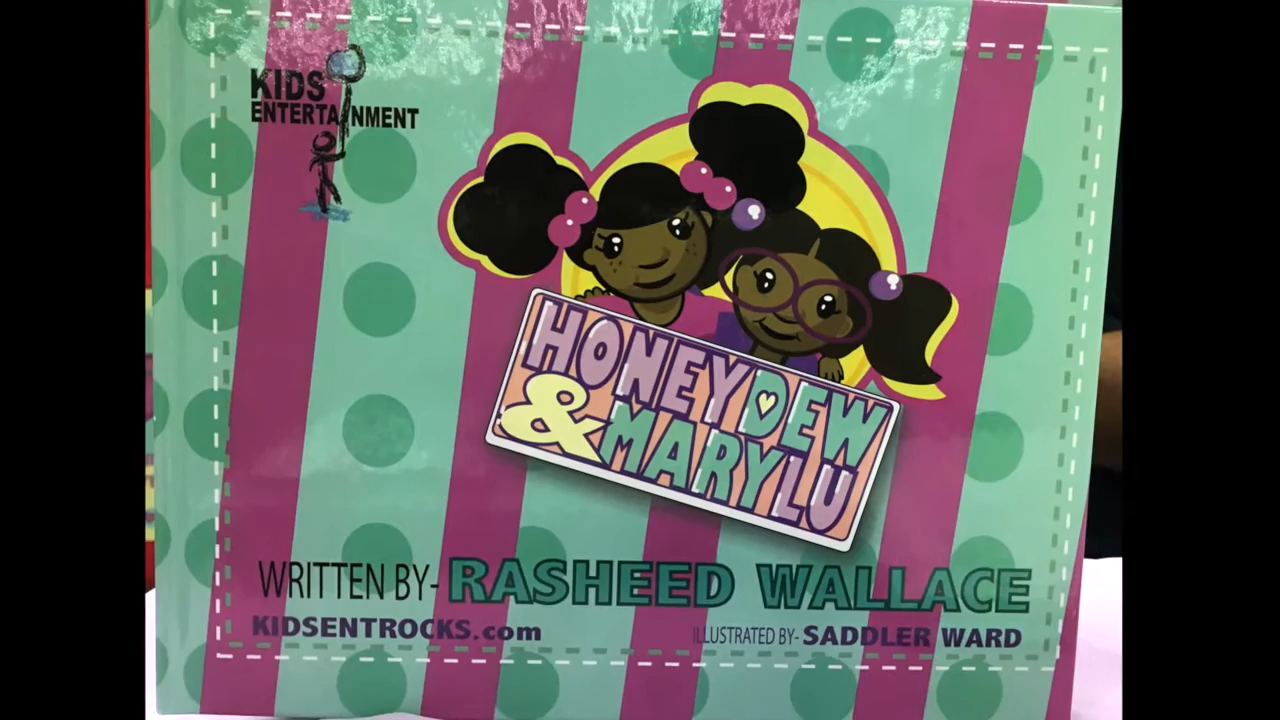 KIDS
ENTERTAINMENT
HONEYDEW
& MARYLU
WRITTEN BY- RASHEED WALLACE
KIDSENTROCKS.com
ILLUSTRATED BY- SADDLER WARD